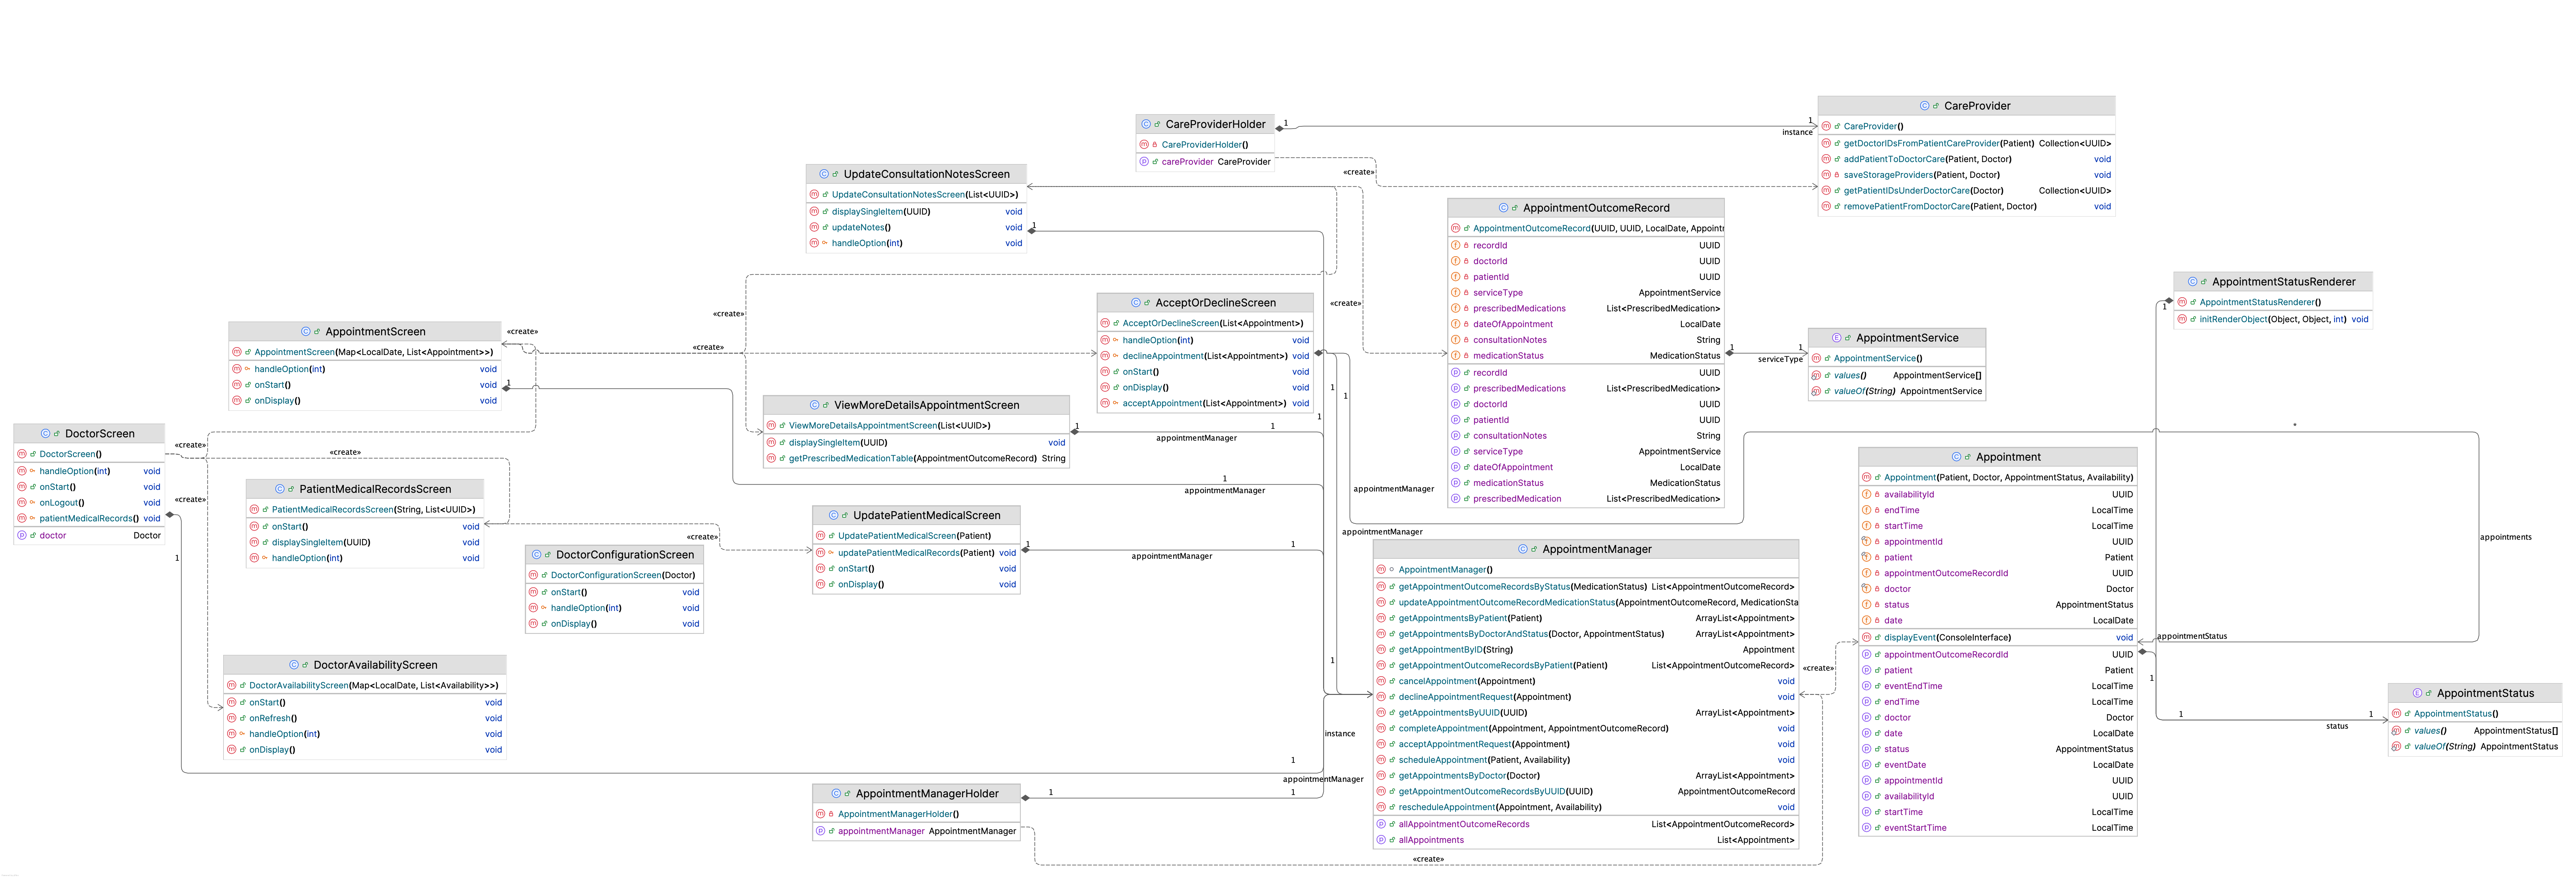 CareProvider
CareProvider()
getDoctorIDsFromPatientCareProvider(Patient) Collection<UUID>
addPatientToDoctorCare(Patient, Doctor) void
saveStorageProviders(Patient, Doctor) void
getPatientIDsUnderDoctorCare(Doctor) Collection<UUID>
removePatientFromDoctorCare(Patient, Doctor) void
CareProviderHolder
CareProviderHolder()
careProvider CareProvider
1
1
instance
«create»
UpdateConsultationNotesScreen
UpdateConsultationNotesScreen(List<UUID>)
displaySingleItem(UUID) void
updateNotes() void
handleOption(int) void
1
AppointmentOutcomeRecord
AppointmentOutcomeRecord(UUID, UUID, LocalDate, Appoint
recordId UUID
doctorId UUID
patientId UUID
serviceType AppointmentService
prescribedMedications List<PrescribedMedication>
dateOfAppointment LocalDate
consultationNotes String
medicationStatus MedicationStatus
recordId UUID
prescribedMedications List<PrescribedMedication>
doctorId UUID
patientId UUID
consultationNotes String
serviceType AppointmentService
dateOfAppointment LocalDate
medicationStatus MedicationStatus
prescribedMedication List<PrescribedMedication>
1
1
serviceType
AppointmentStatusRenderer
AppointmentStatusRenderer()
initRenderObject(Object, Object, int) void
1
AppointmentService
AppointmentService()
values() AppointmentService[]
valueOf(String) AppointmentService
AcceptOrDeclineScreen
AcceptOrDeclineScreen(List<Appointment>)
handleOption(int) void
declineAppointment(List<Appointment>) void
onStart() void
onDisplay() void
acceptAppointment(List<Appointment>) void
«create»
«create»
«create»
«create»
1
1
1
AppointmentScreen
AppointmentScreen(Map<LocalDate, List<Appointment>>)
handleOption(int) void
onStart() void
onDisplay() void
1
ViewMoreDetailsAppointmentScreen
ViewMoreDetailsAppointmentScreen(List<UUID>)
displaySingleItem(UUID) void
getPrescribedMedicationTable(AppointmentOutcomeRecord) String
1
1
appointmentManager
DoctorScreen
DoctorScreen()
handleOption(int) void
onStart() void
onLogout() void
patientMedicalRecords() void
doctor Doctor
«create»
«create»
«create»
1
*
appointments
Appointment
Appointment(Patient, Doctor, AppointmentStatus, Availability)
availabilityId UUID
endTime LocalTime
startTime LocalTime
appointmentId UUID
patient Patient
appointmentOutcomeRecordId UUID
doctor Doctor
status AppointmentStatus
date LocalDate
displayEvent(ConsoleInterface) void
appointmentOutcomeRecordId UUID
patient Patient
eventEndTime LocalTime
endTime LocalTime
doctor Doctor
date LocalDate
status AppointmentStatus
eventDate LocalDate
appointmentId UUID
availabilityId UUID
startTime LocalTime
eventStartTime LocalTime
appointmentStatus
1
1
1
status
PatientMedicalRecordsScreen
PatientMedicalRecordsScreen(String, List<UUID>)
onStart() void
displaySingleItem(UUID) void
handleOption(int) void
«create»
1
appointmentManager
appointmentManager
appointmentManager
UpdatePatientMedicalScreen
UpdatePatientMedicalScreen(Patient)
updatePatientMedicalRecords(Patient) void
onStart() void
onDisplay() void
1
1
appointmentManager
DoctorConfigurationScreen
DoctorConfigurationScreen(Doctor)
onStart() void
handleOption(int) void
onDisplay() void
AppointmentManager
AppointmentManager()
getAppointmentOutcomeRecordsByStatus(MedicationStatus) List<AppointmentOutcomeRecord>
updateAppointmentOutcomeRecordMedicationStatus(AppointmentOutcomeRecord, MedicationSta
getAppointmentsByPatient(Patient) ArrayList<Appointment>
getAppointmentsByDoctorAndStatus(Doctor, AppointmentStatus) ArrayList<Appointment>
getAppointmentByID(String) Appointment
getAppointmentOutcomeRecordsByPatient(Patient) List<AppointmentOutcomeRecord>
cancelAppointment(Appointment) void
declineAppointmentRequest(Appointment) void
getAppointmentsByUUID(UUID) ArrayList<Appointment>
completeAppointment(Appointment, AppointmentOutcomeRecord) void
acceptAppointmentRequest(Appointment) void
scheduleAppointment(Patient, Availability) void
getAppointmentsByDoctor(Doctor) ArrayList<Appointment>
getAppointmentOutcomeRecordsByUUID(UUID) AppointmentOutcomeRecord
rescheduleAppointment(Appointment, Availability) void
allAppointmentOutcomeRecords List<AppointmentOutcomeRecord>
allAppointments List<Appointment>
«create»
1
instance
DoctorAvailabilityScreen
DoctorAvailabilityScreen(Map<LocalDate, List<Availability>>)
onStart() void
onRefresh() void
handleOption(int) void
onDisplay() void
AppointmentStatus
AppointmentStatus()
values() AppointmentStatus[]
valueOf(String) AppointmentStatus
1
appointmentManager
AppointmentManagerHolder
AppointmentManagerHolder()
appointmentManager AppointmentManager
1
1
«create»